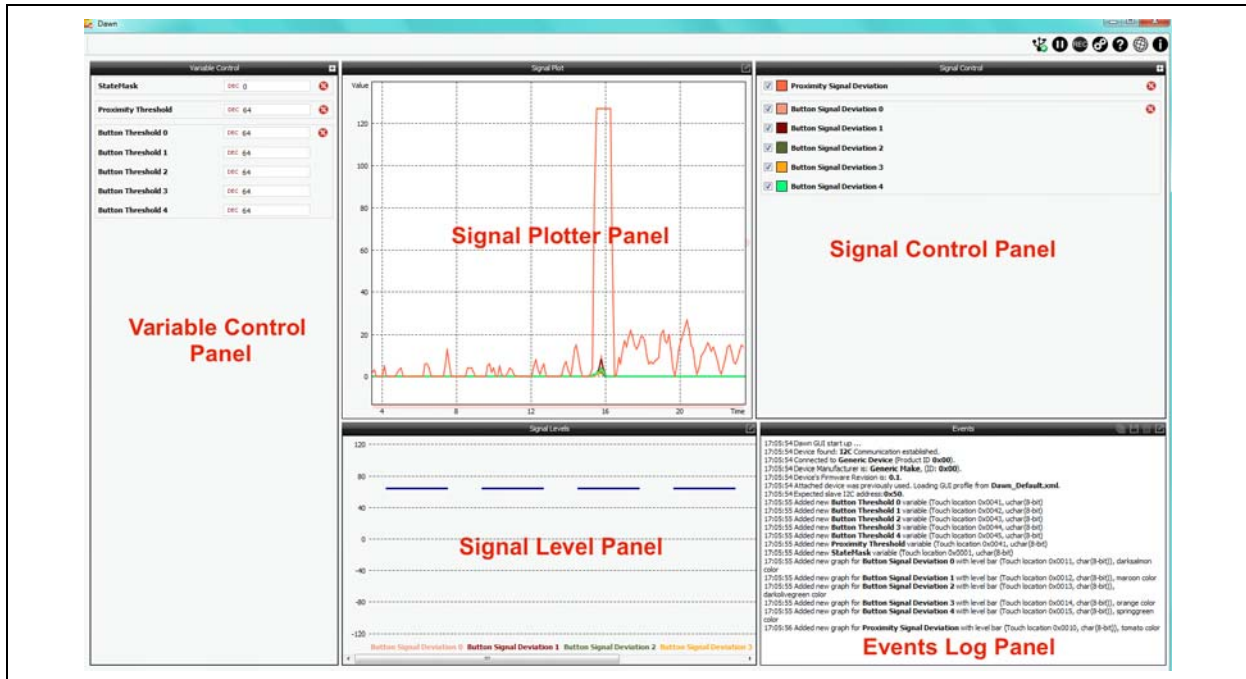 Dawn
REC
Variable Control
StateMask DEC 0
Proximity Threshold DEC 64
Button Threshold 0 DEC 64
Button Threshold 1 DEC 64
Button Threshold 2 DEC 64
Button Threshold 3 DEC 64
Button Threshold 4 DEC 64
Variable Control
Panel
Signal Plot
Value
120
100
80
60
40
20
0
4 8 12 16 20 Time
Signal Plotter Panel
Signal Control
Proximity Signal Deviation
Button Signal Deviation 0
Button Signal Deviation 1
Button Signal Deviation 2
Button Signal Deviation 3
Button Signal Deviation 4
Signal Control Panel
Signal Levels
120
80
40
0
-40
-80
-120
Signal Level Panel
Button Signal Deviation 0 Button Signal Deviation 1 Button Signal Deviation 2 Button Signal Deviation 3
Events
17:05:54 Dawn GUI start up ...
17:05:54 Device found: I2C Communication established.
17:05:54 Connected to Generic Device (Product ID 0x00).
17:05:54 Device Manufacturer is: Generic Make, (ID: 0x00).
17:05:54 Device's Firmware Revision is: 0.1.
17:05:54 Attached device was previously used. Loading GUI profile from Dawn_Default.xml.
17:05:54 Expected slave I2C address:0x50.
17:05:55 Added new Button Threshold 0 variable (Touch location 0x0041, uchar(8-bit)
17:05:55 Added new Button Threshold 1 variable (Touch location 0x0042, uchar(8-bit)
17:05:55 Added new Button Threshold 2 variable (Touch location 0x0043, uchar(8-bit)
17:05:55 Added new Button Threshold 3 variable (Touch location 0x0044, uchar(8-bit)
17:05:55 Added new Button Threshold 4 variable (Touch location 0x0045, uchar(8-bit)
17:05:55 Added new Proximity Threshold variable (Touch location 0x0041, uchar(8-bit)
17:05:55 Added new StateMask variable (Touch location 0x0001, uchar(8-bit)
17:05:55 Added new graph for Button Signal Deviation 0 with level bar (Touch location 0x0011, char(8-bit)), darksalmon
color
17:05:55 Added new graph for Button Signal Deviation 1 with level bar (Touch location 0x0012, char(8-bit)), maroon color
17:05:55 Added new graph for Button Signal Deviation 2 with level bar (Touch location 0x0013, char(8-bit)),
darkolivegreen color
17:05:55 Added new graph for Button Signal Deviation 3 with level bar (Touch location 0x0014, char(8-bit)), orange color
17:05:55 Added new graph for Button Signal Deviation 4 with level bar (Touch location 0x0015, char(8-bit)), springgreen
color
17:05:56 Added new graph for Proximity Signal Deviation with level bar (Touch location 0x0010, char(8-bit)), tomato color
Events Log Panel